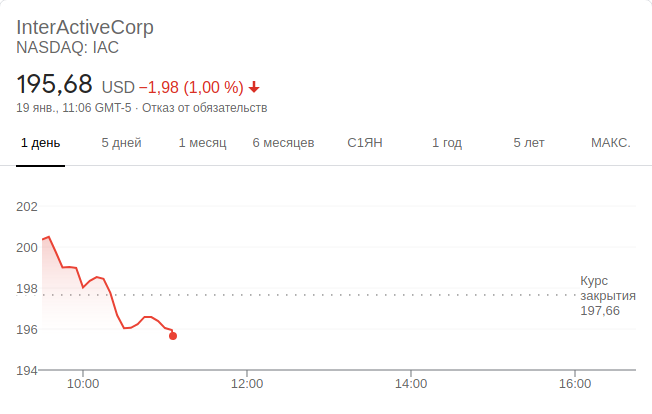 InterActiveCorp
NASDAQ: IAC
195,68 USD −1,98 (1,00 %)
19 янв., 11:06 GMT-5 · Отказ от обязательств
1 день 5 дней 1 месяц 6 месяцев С1ЯН 1 год 5 лет МАКС.
202
200
198
196
194
Курс
закрытия
197,66
10:00 12:00 14:00 16:00